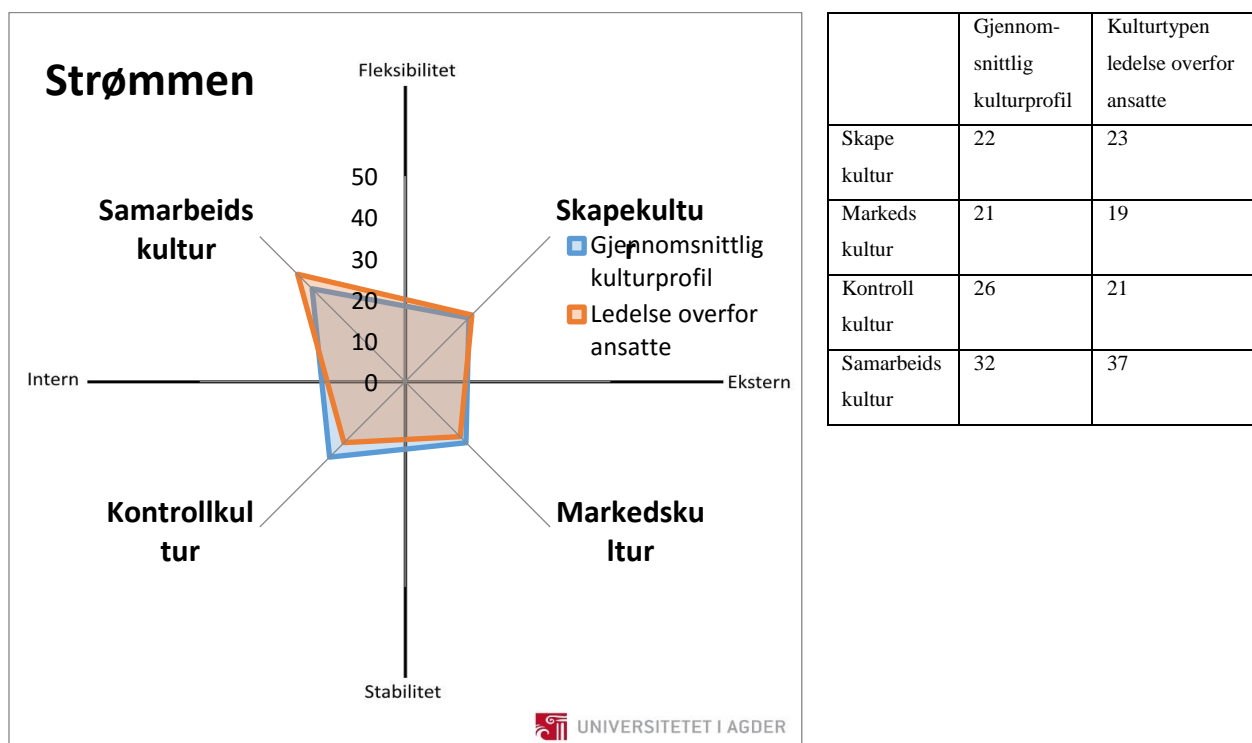 Strømmen
Fleksibilitet
50
40
30
20
10
0
Samarbeids
kultur
Skapekultu
r
Gjennomsnittlig
kulturprofil
Ledelse overfor
ansatte
Intern
Ekstern
Kontrollkul
tur
Markedsku
ltur
Stabilitet
UNIVERSITETET I AGDER
Gjennom-
snittlig
kulturprofil
Kulturtypen
ledelse overfor
ansatte
Skape
kultur
22
23
Markeds
kultur
21
19
Kontroll
kultur
26
21
Samarbeids
kultur
32
37